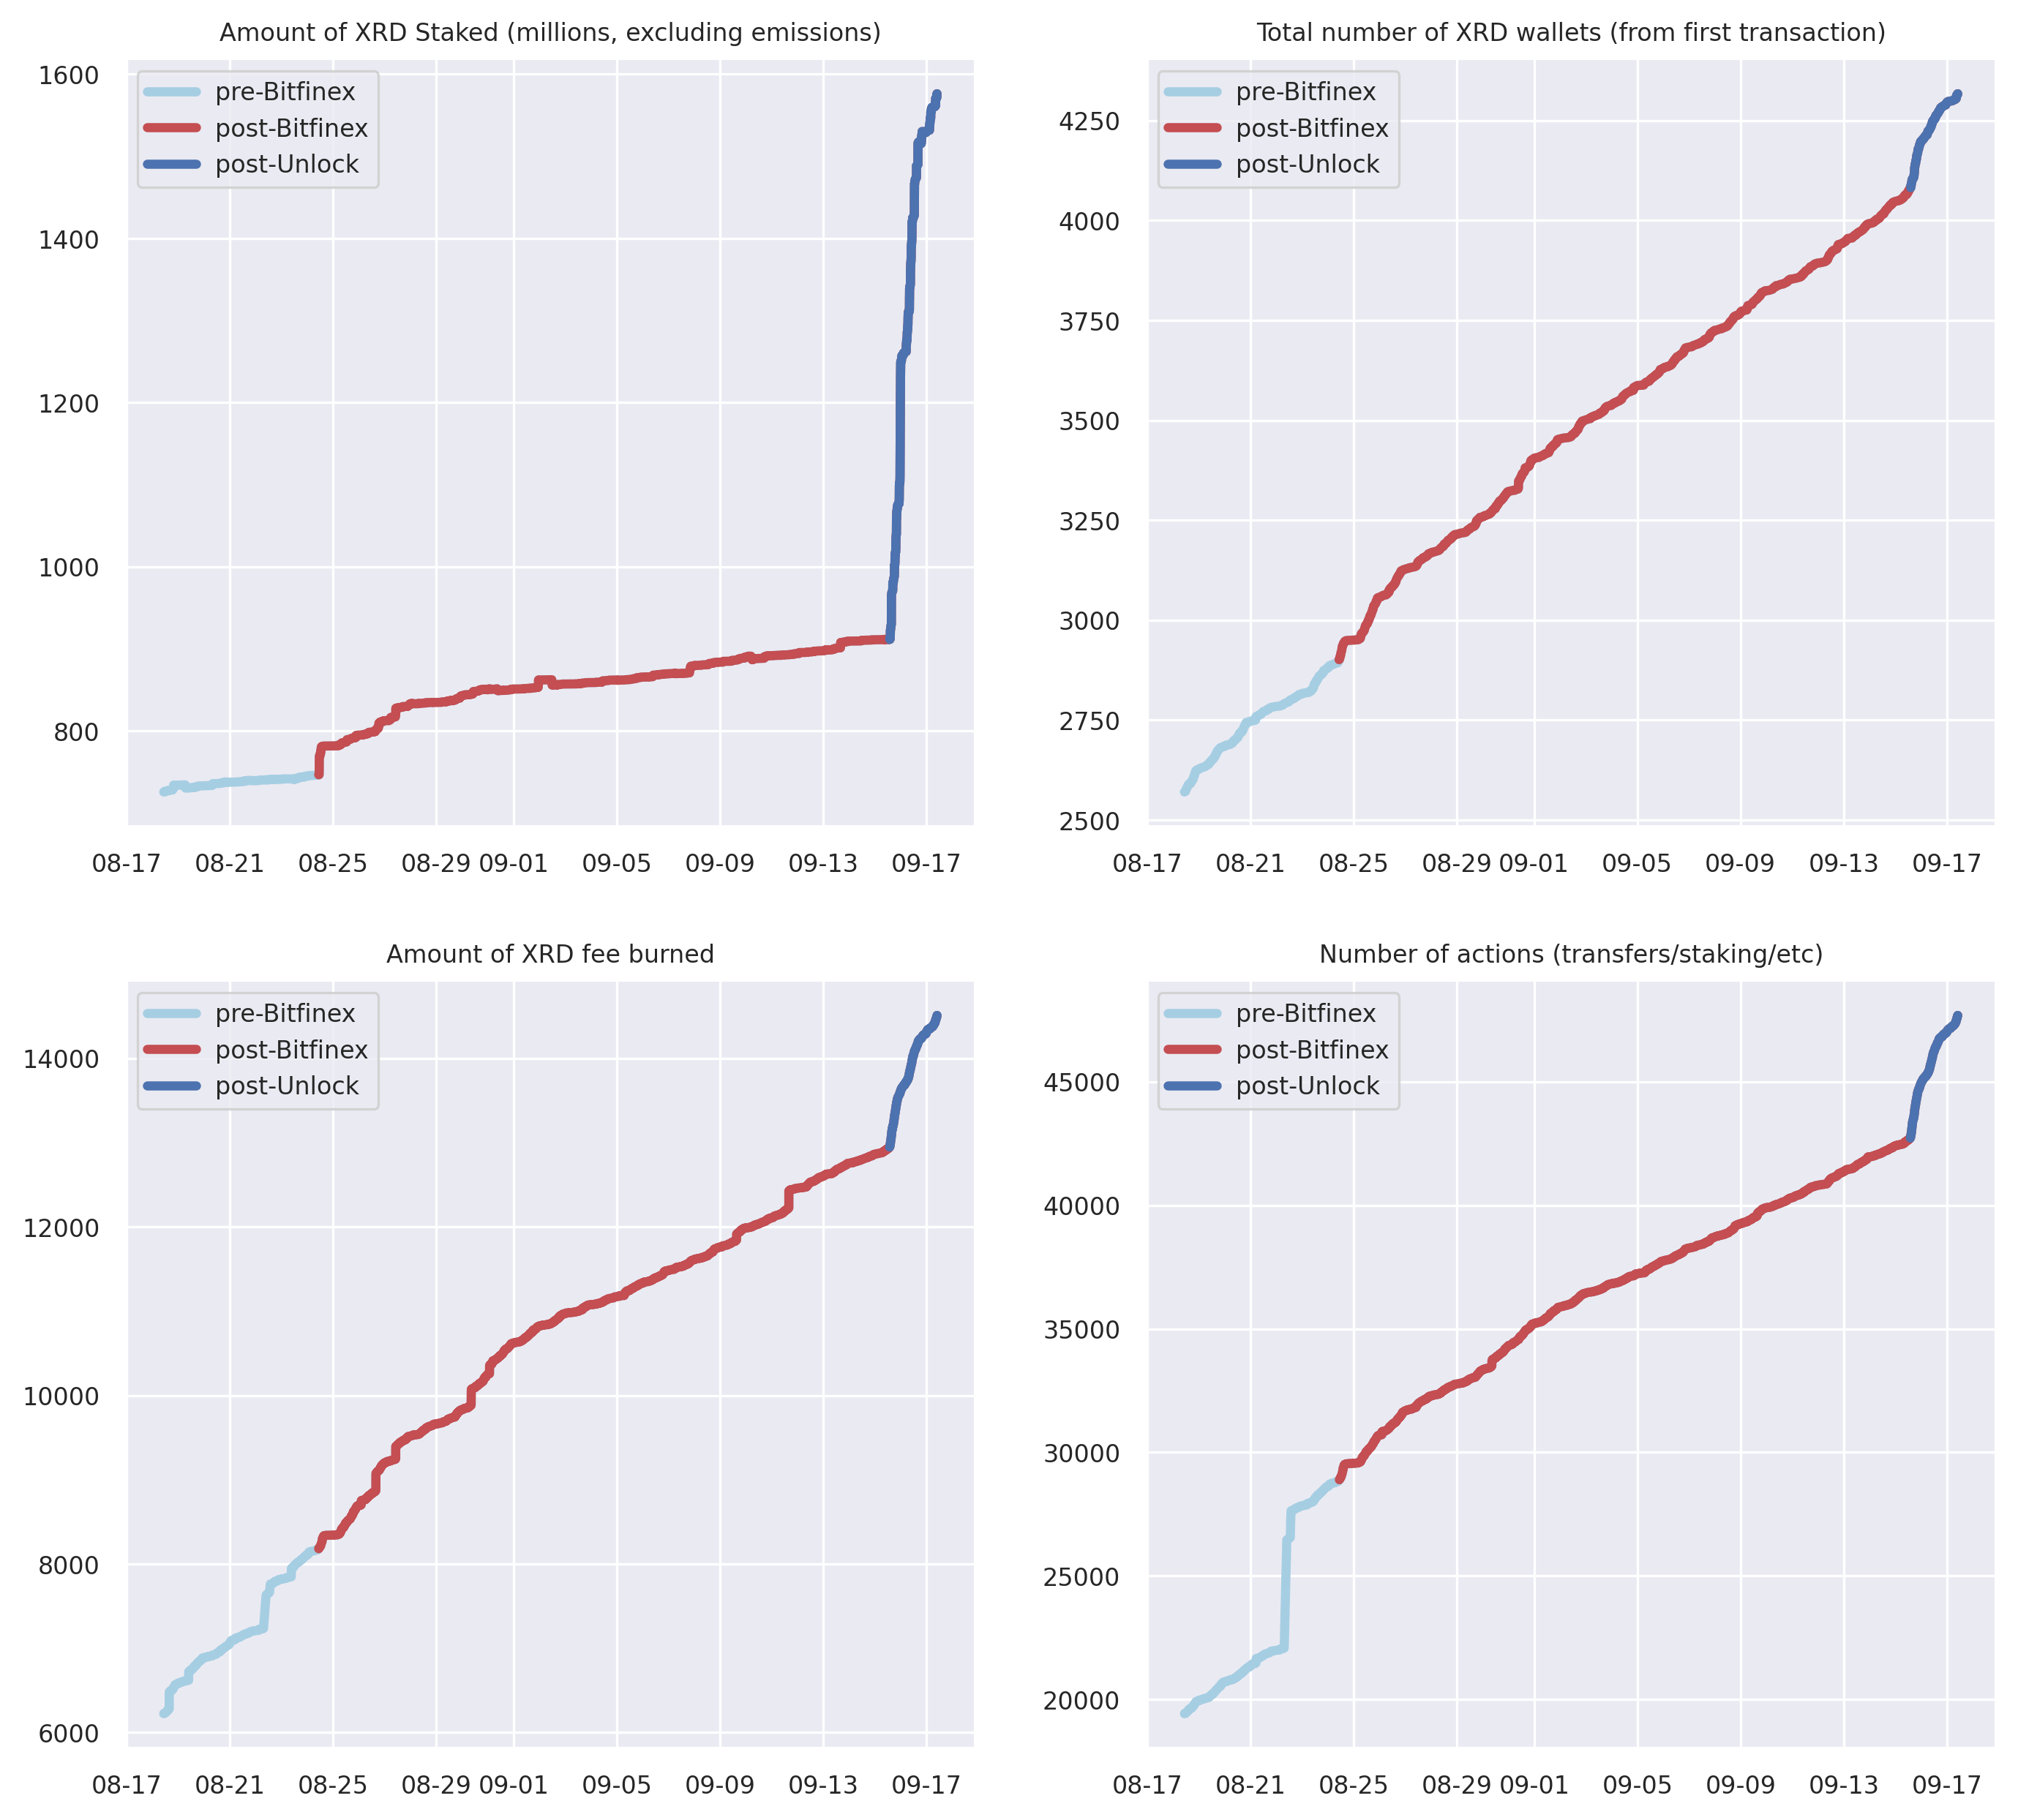 Amount of XRD Staked (millions, excluding emissions)
1600
1400
1200
1000
800
pre-Bitfinex
post-Bitfinex
post-Unlock
08-17 08-21 08-25 08-29 09-01 09-05 09-09 09-13 09-17
Total number of XRD wallets (from first transaction)
4250
4000
3750
3500
3250
3000
2750
2500
pre-Bitfinex
post-Bitfinex
post-Unlock
08-17 08-21 08-25 08-29 09-01 09-05 09-09 09-13 09-17
Amount of XRD fee burned
14000
12000
10000
8000
6000
pre-Bitfinex
post-Bitfinex
post-Unlock
08-17 08-21 08-25 08-29 09-01 09-05 09-09 09-13 09-17
Number of actions (transfers/staking/etc)
45000
40000
35000
30000
25000
20000
pre-Bitfinex
post-Bitfinex
post-Unlock
08-17 08-21 08-25 08-29 09-01 09-05 09-09 09-13 09-17